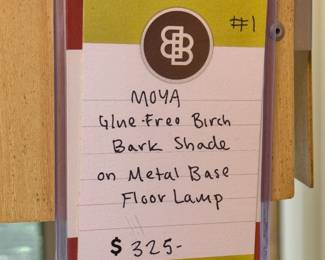 #1
MOYA
Glue-Free Birch
Bark Shade
on Metal Base
Floor Lamp
$325-